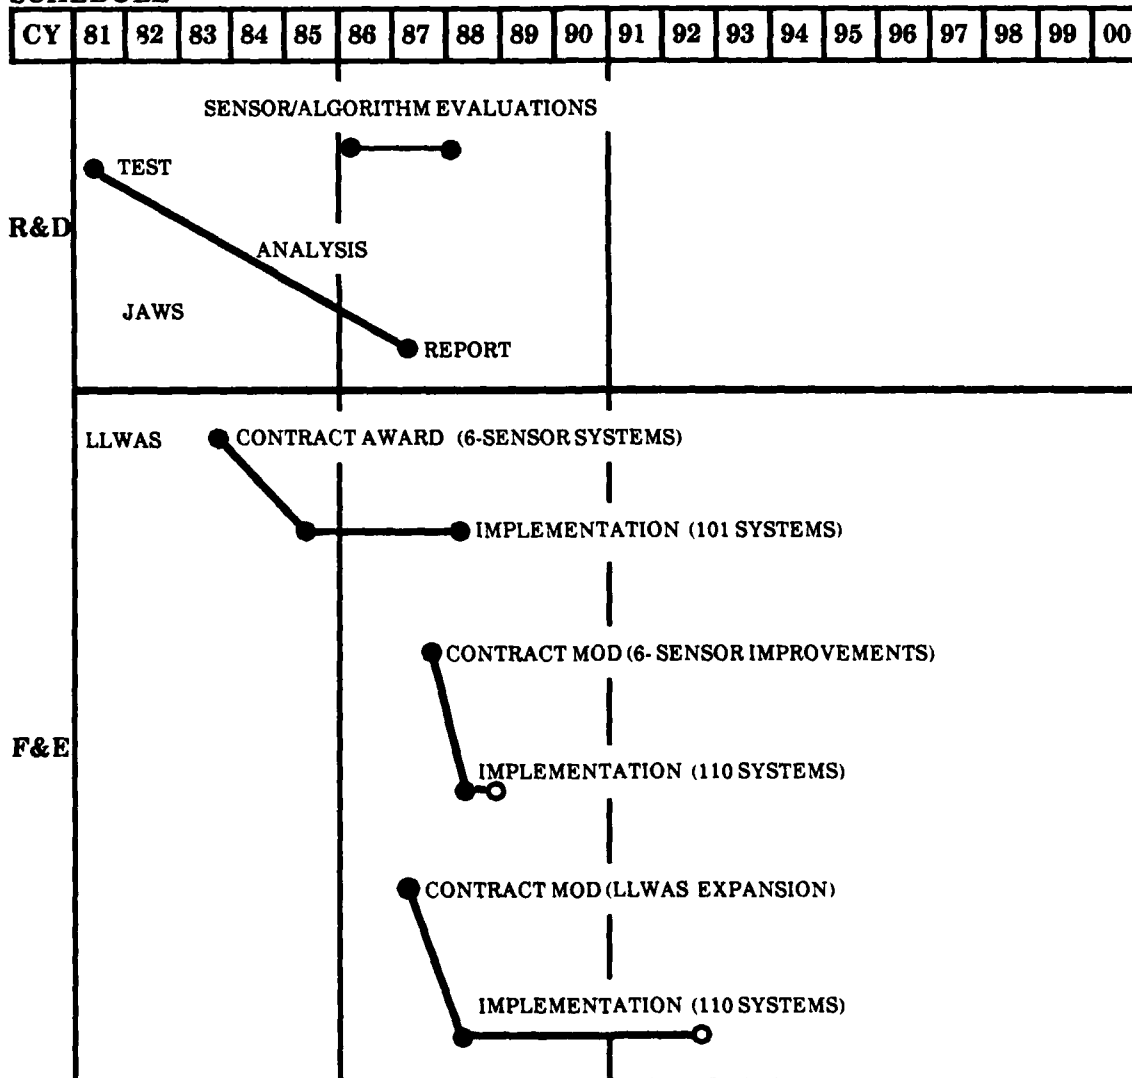 SCHEDULE
CY 81 82 83 84 85 86 87 88 89 90 91 92 93 94 95 96 97 98 99 00
SENSOR/ALGORITHM EVALUATIONS
TEST
R&D
ANALYSIS
JAWS
REPORT
LLWAS
CONTRACT AWARD (6-SENSOR SYSTEMS)
IMPLEMENTATION (101 SYSTEMS)
CONTRACT MOD (6- SENSOR IMPROVEMENTS)
F&E
IMPLEMENTATION (110 SYSTEMS)
CONTRACT MOD (LLWAS EXPANSION)
IMPLEMENTATION (110 SYSTEMS)